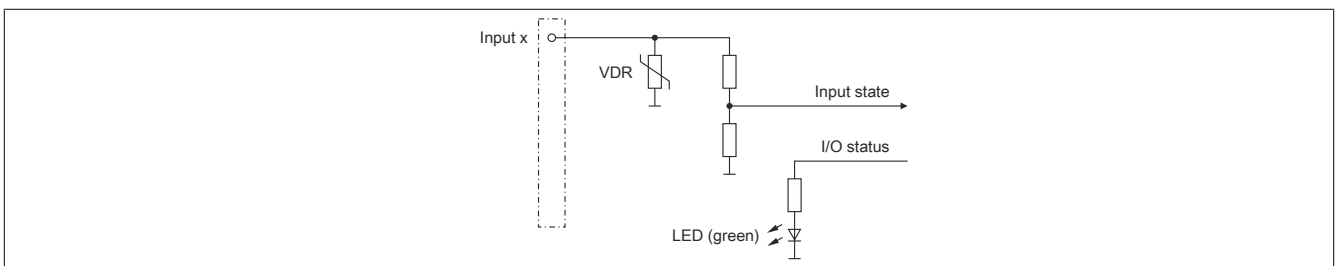 Input x
VDR
Input state
I/O status
LED (green)